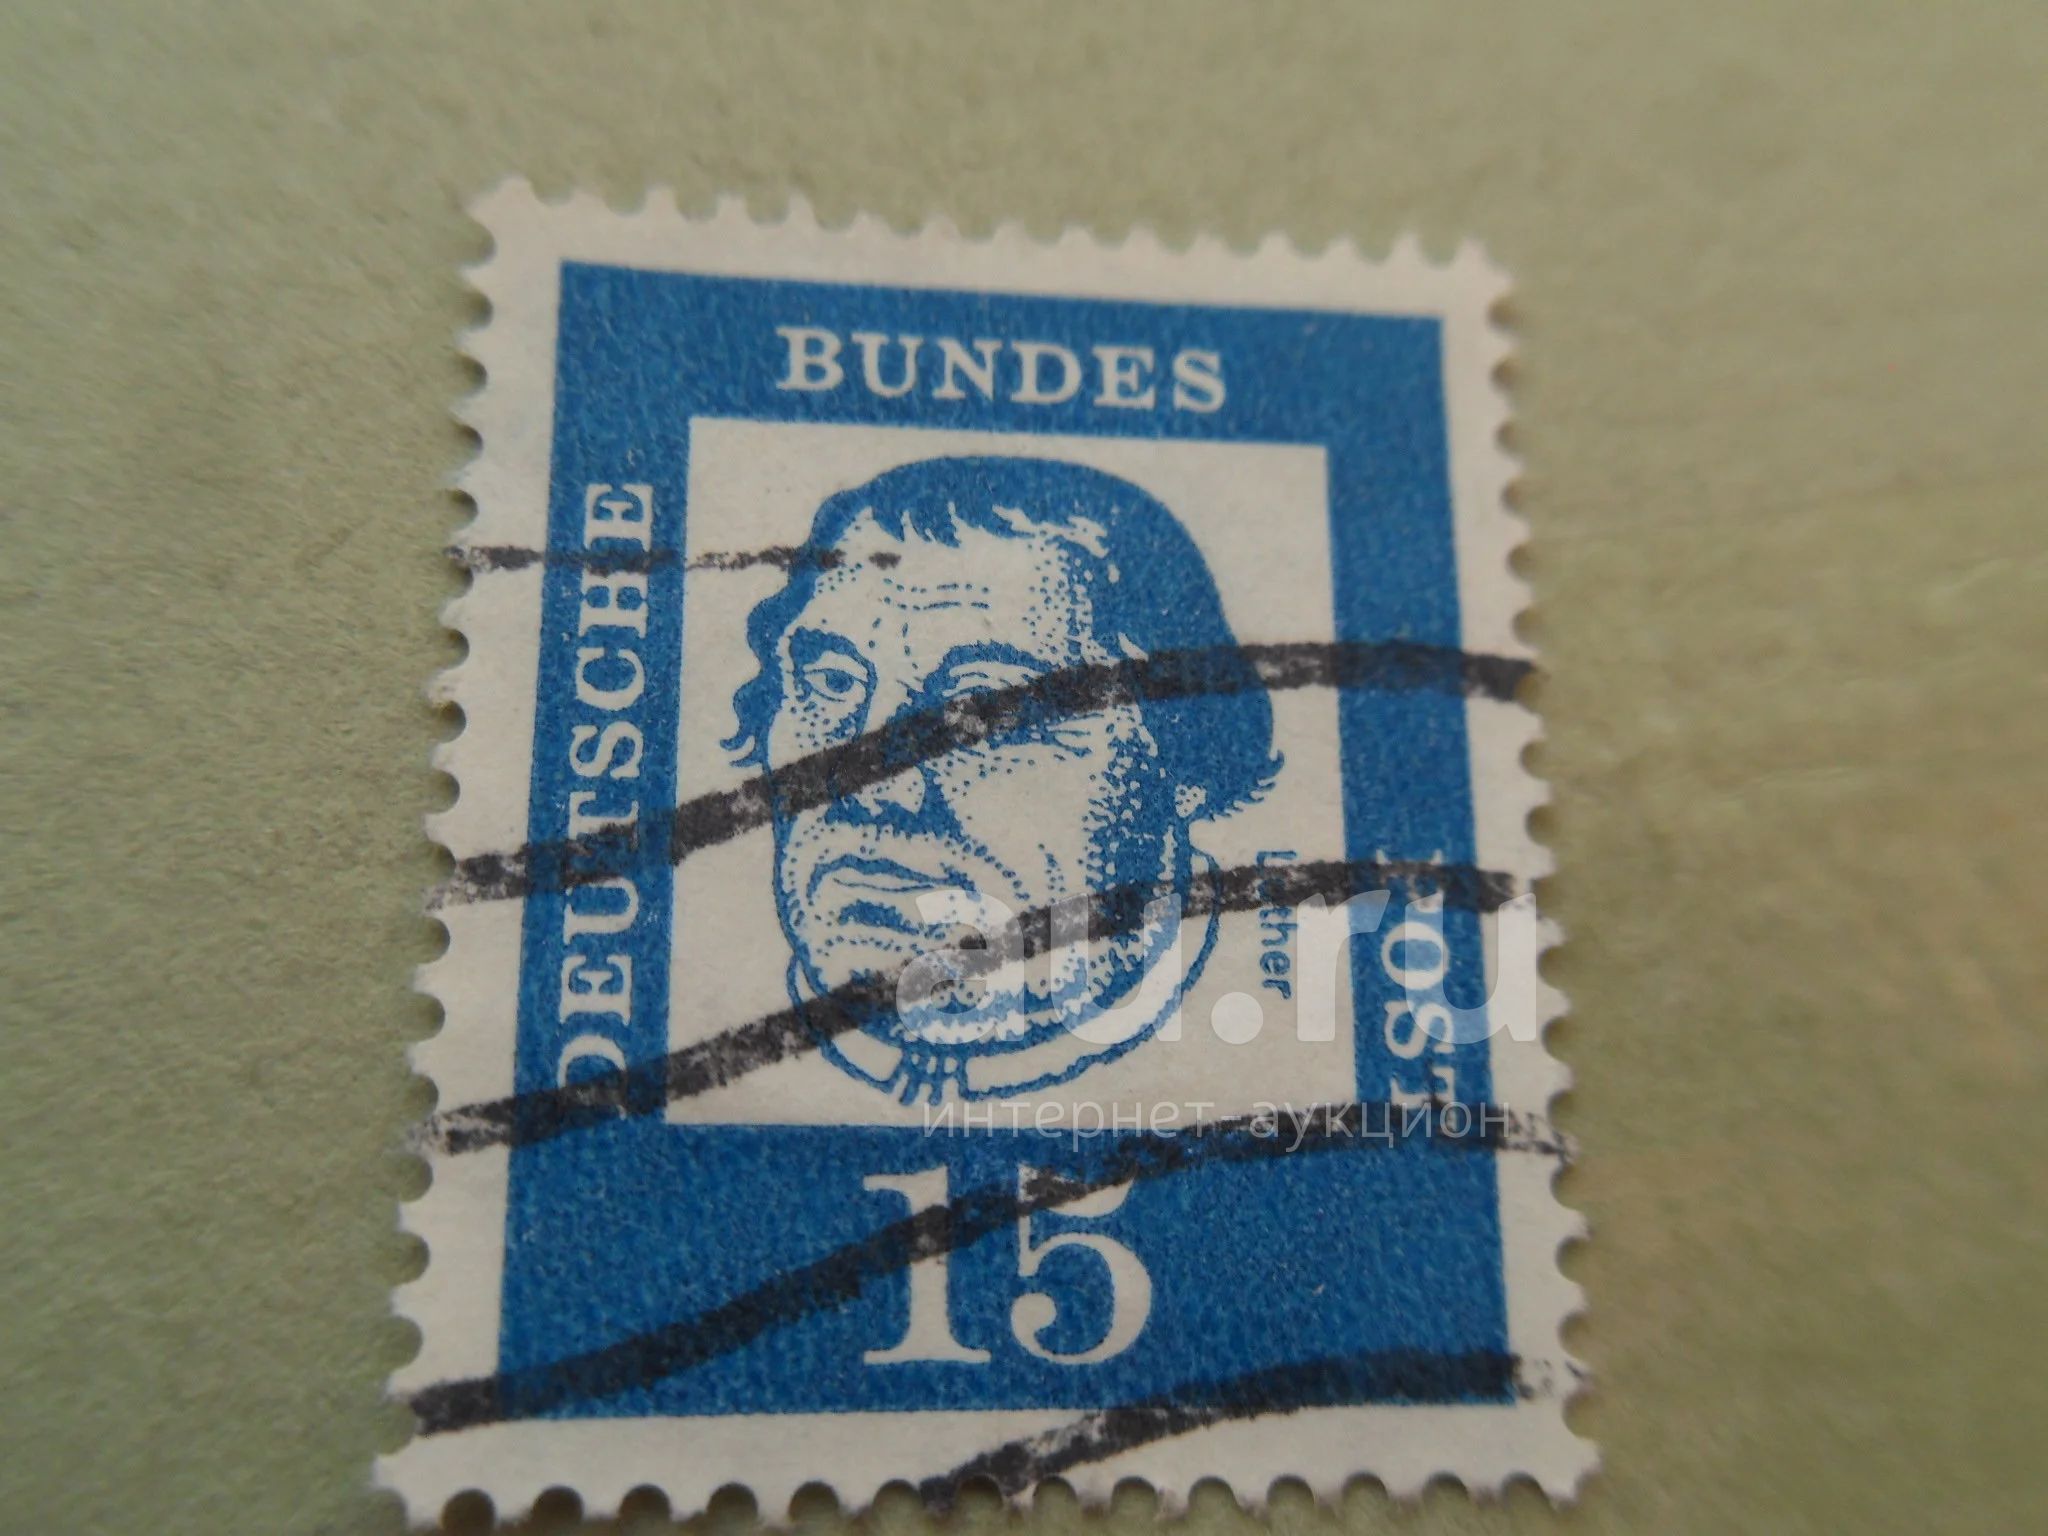 BUNDES
DEUTSCHE
Luther
POST
au.ru
интернет-аукцион
15